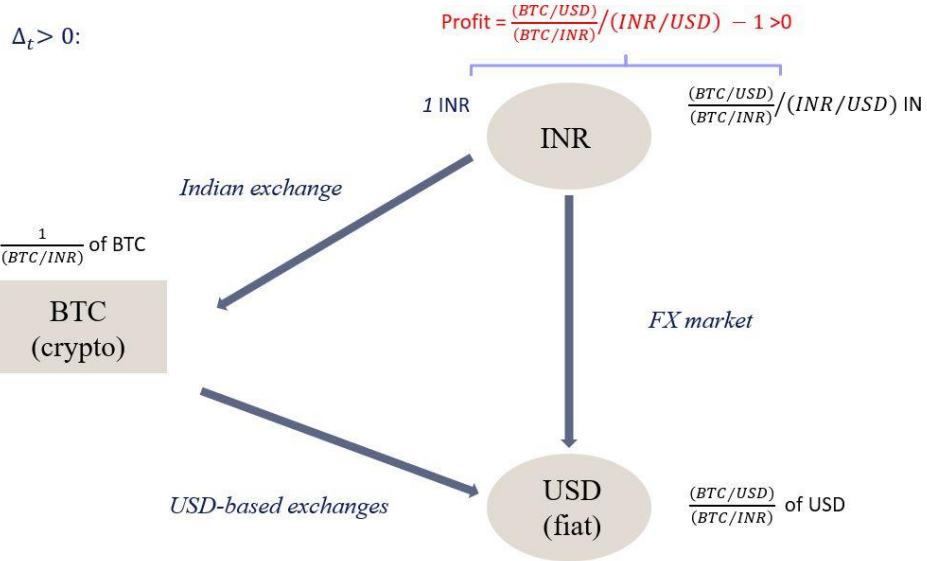 Δ_t > 0:
Profit = (BTC/USD)/(BTC/INR)/(INR/USD) − 1 >0
1 INR
INR
(BTC/USD)/(BTC/INR)/(INR/USD) IN
Indian exchange
1/(BTC/INR) of BTC
BTC
(crypto)
FX market
USD-based exchanges
USD
(fiat)
(BTC/USD)/(BTC/INR) of USD